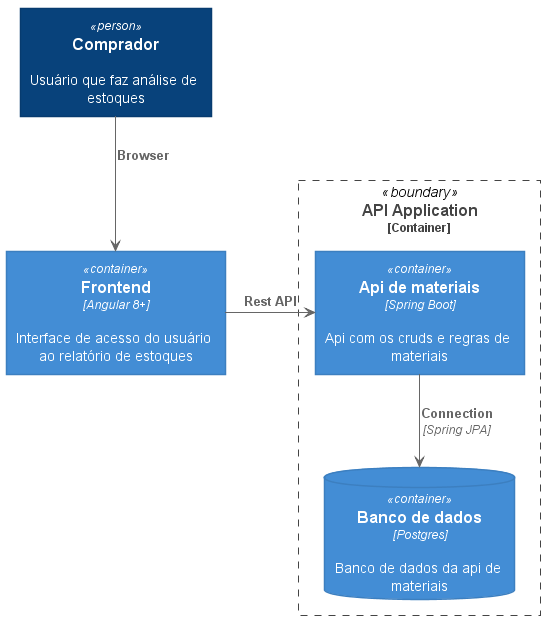 «person»
Comprador
Usuário que faz análise de
estoques
Browser
«boundary»
API Application
[Container]
«container»
Frontend
[Angular 8+]
Interface de acesso do usuário
ao relatório de estoques
Rest API
«container»
Api de materiais
[Spring Boot]
Api com os cruds e regras de
materiais
Connection
[Spring JPA]
«container»
Banco de dados
[Postgres]
Banco de dados da api de
materiais